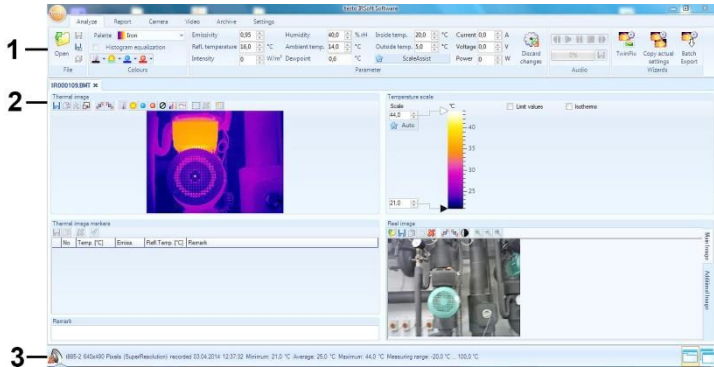 testo IRSoft Software
Analyze Report Camera Video Archive Settings
1
Open
File
Palette Iron
Histogram equalization
Colours
Emissivity 0,95
Refl. temperature 16,0 °C
Intensity 0 W/m²
Humidity 40,0 % rH
Ambient temp. 14,0 °C
Dewpoint 0,6 °C
Inside temp. 20,0 °C
Outside temp. 5,0 °C
ScaleAssist
Current 0,0 A
Voltage 0,0 V
Power 0 W
Parameter
Discard changes
0%
Audio
TwinPix
Copy actual settings
Batch Export
Wizards
IR000109.BMT
2
Thermal image
Temperature scale
Scale
44,0
Auto
21,0
°C
40
30
25
Limit values
Isotherms
Thermal image markers
No. Temp. [°C] Emiss. Refl.Temp. [°C] Remark
Remark
Real image
Main Image
Additional Image
3
(885-2 640x480 Pixels (SuperResolution) recorded 03.04.2014 12:37:32 Minimum: 21,0 °C Average: 25,0 °C Maximum: 44,0 °C Measuring range: -20,0 °C ... 100,0 °C